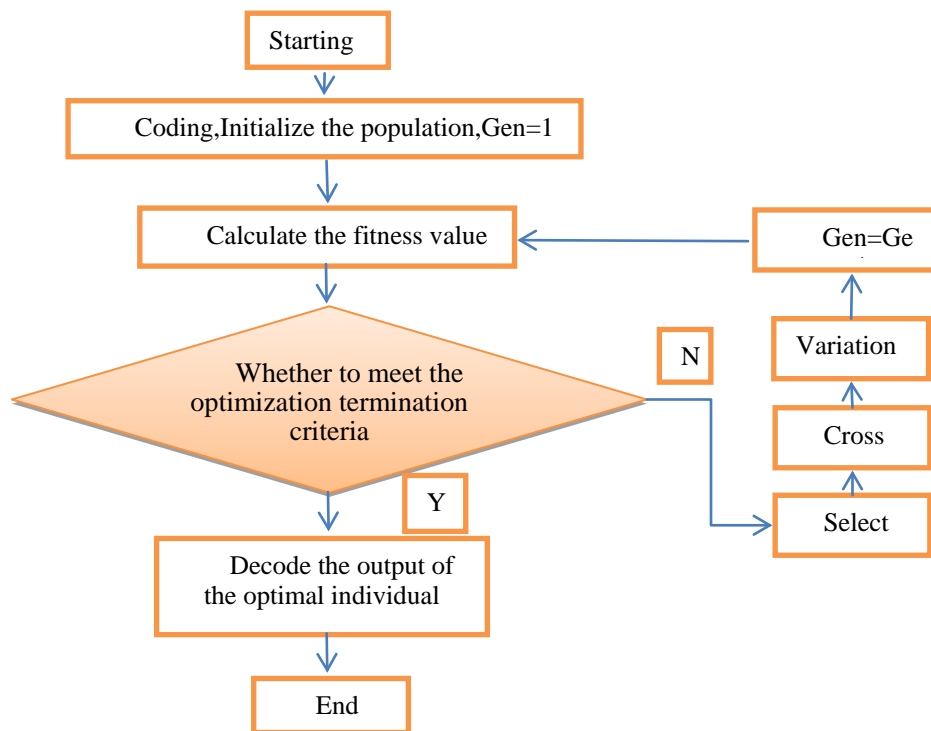 Starting
Coding,Initialize the population,Gen=1
Calculate the fitness value
Gen=Ge
Whether to meet the
optimization termination
criteria
N
Variation
Cross
Select
Y
Decode the output of
the optimal individual
End